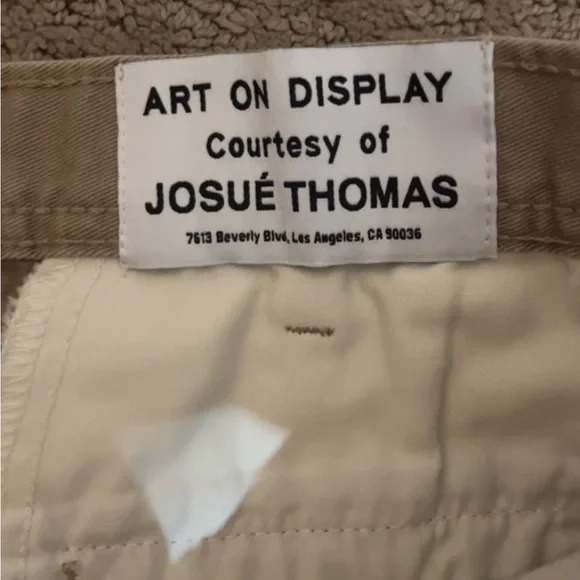 ART ON DISPLAY
Courtesy of
JOSUÉ THOMAS
7613 Beverly Blvd, Los Angeles, CA 90036